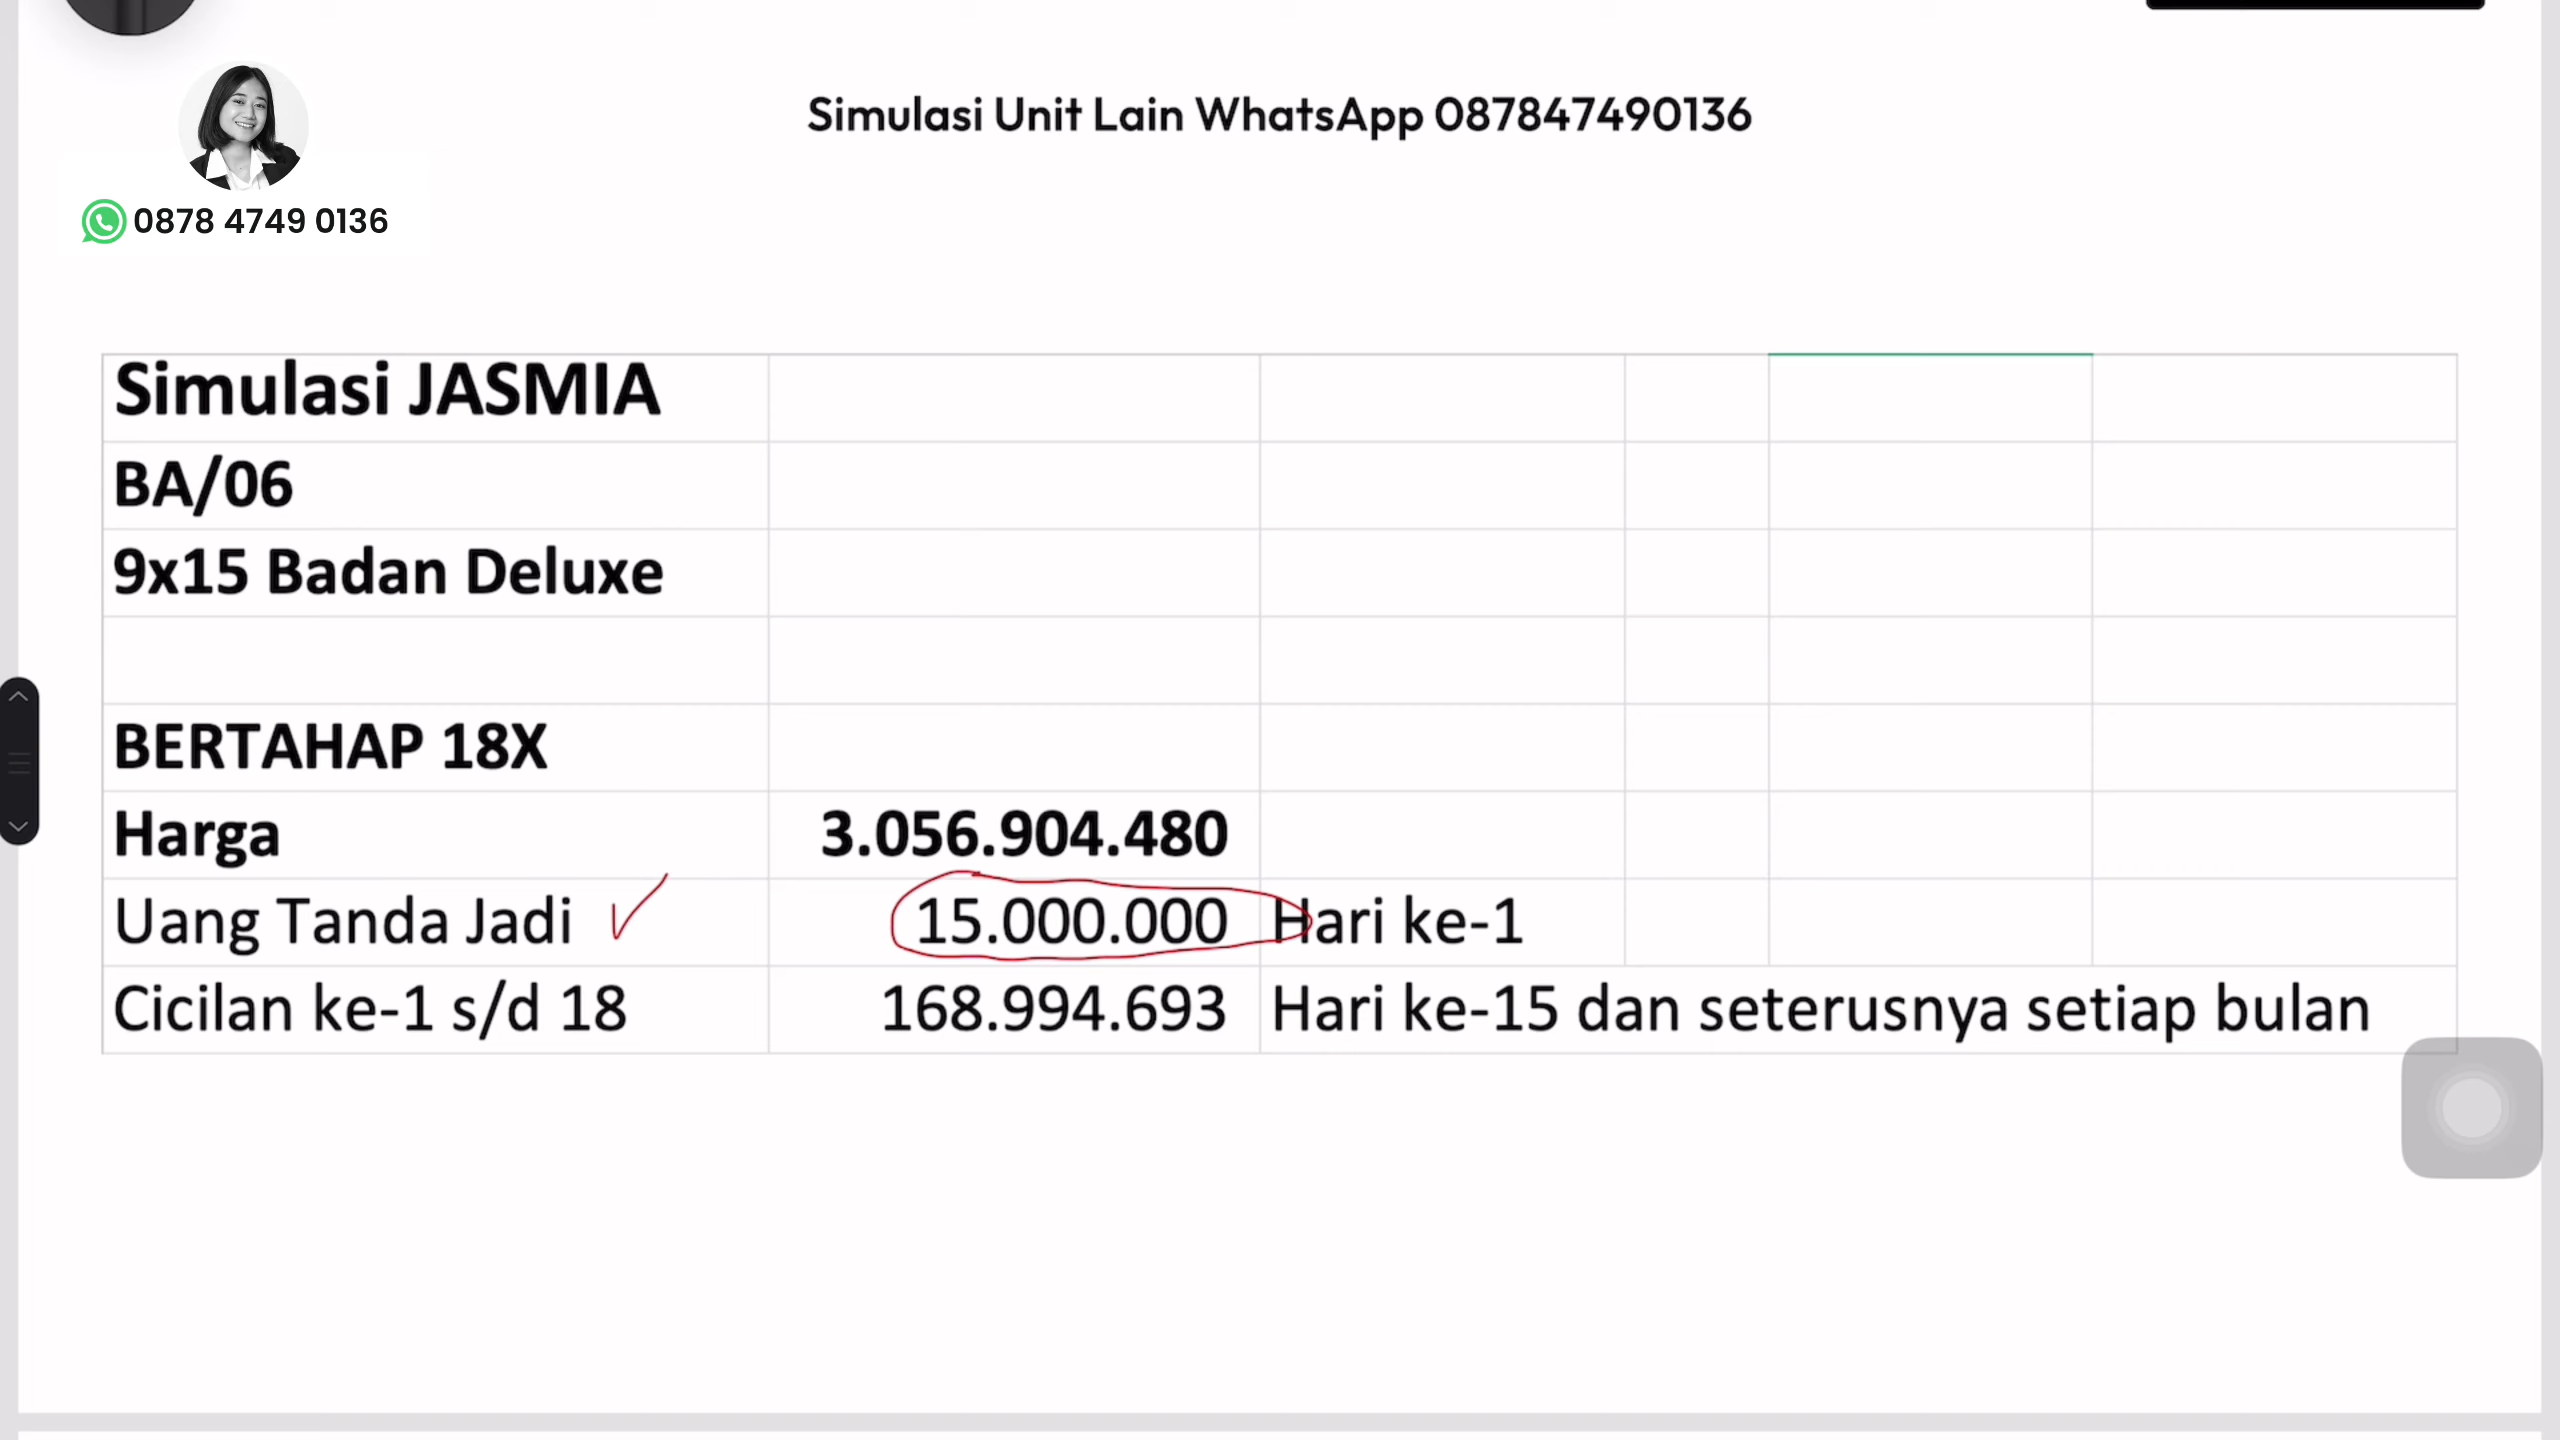 Simulasi Unit Lain WhatsApp 087847490136
0878 4749 0136
Simulasi JASMIA
BA/06
9x15 Badan Deluxe
BERTAHAP 18X
Harga 3.056.904.480
Uang Tanda Jadi 15.000.000 Hari ke-1
Cicilan ke-1 s/d 18 168.994.693 Hari ke-15 dan seterusnya setiap bulan